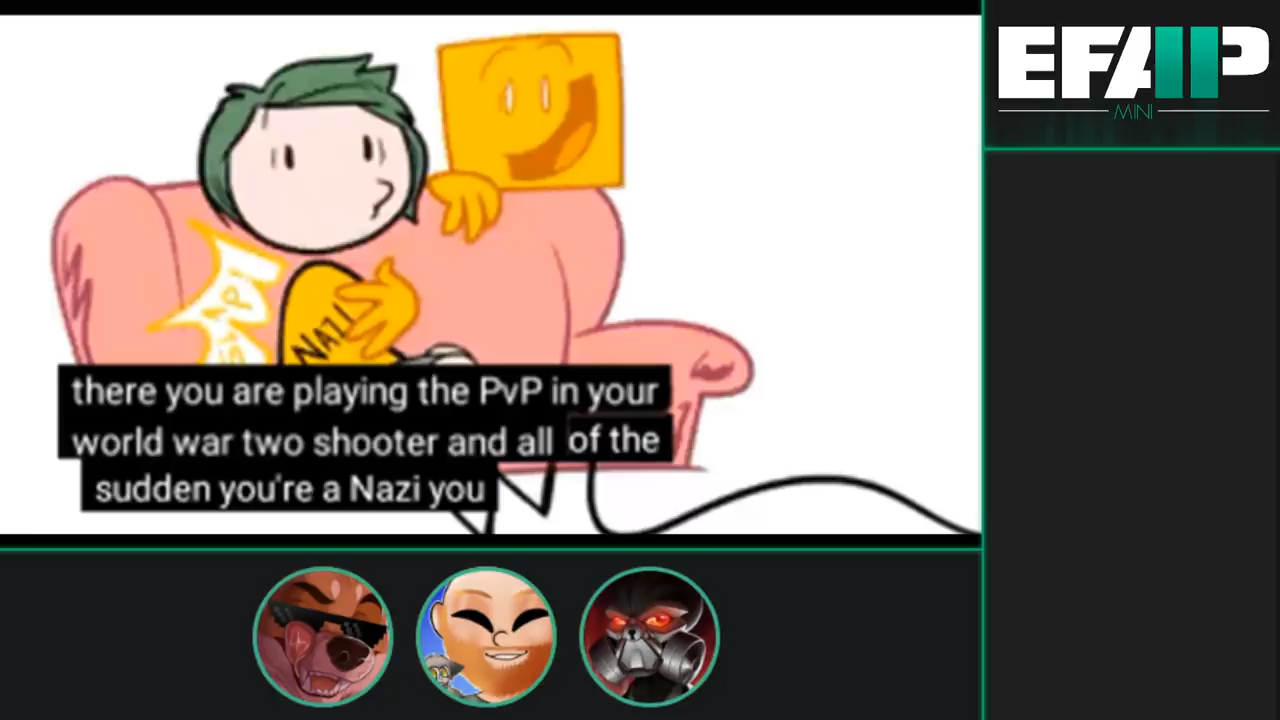 EFAP
MINI
SLAP!
NAZI
there you are playing the PvP in your
world war two shooter and all of the
sudden you're a Nazi you